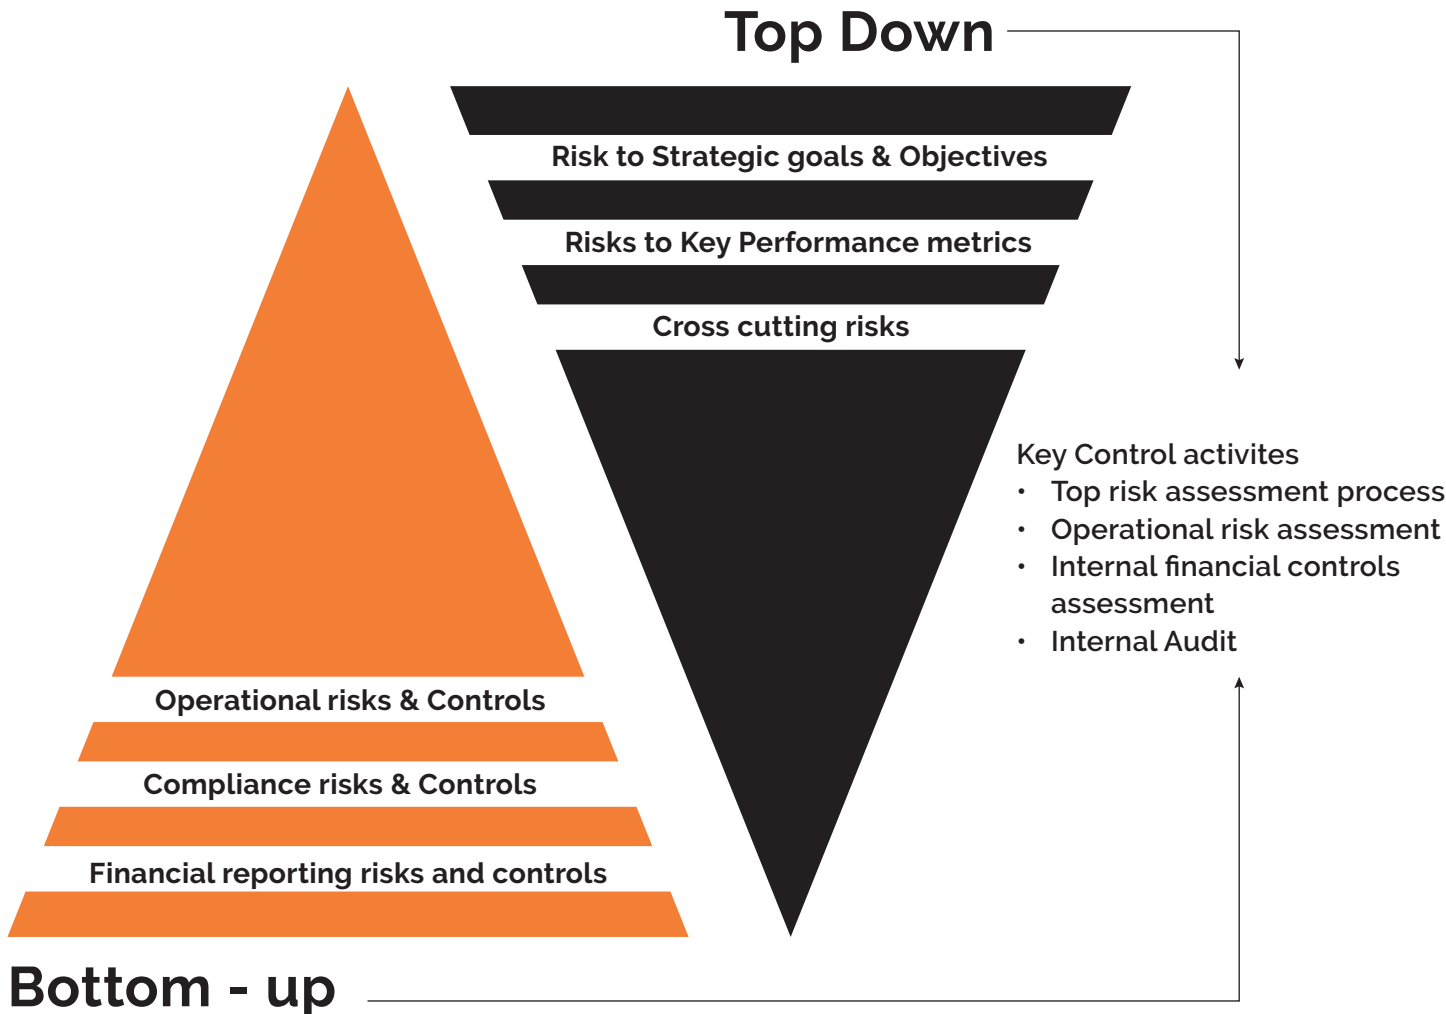 Top Down
Risk to Strategic goals & Objectives
Risks to Key Performance metrics
Cross cutting risks
Key Control activites
• Top risk assessment process
• Operational risk assessment
• Internal financial controls
assessment
• Internal Audit
Operational risks & Controls
Compliance risks & Controls
Financial reporting risks and controls
Bottom - up